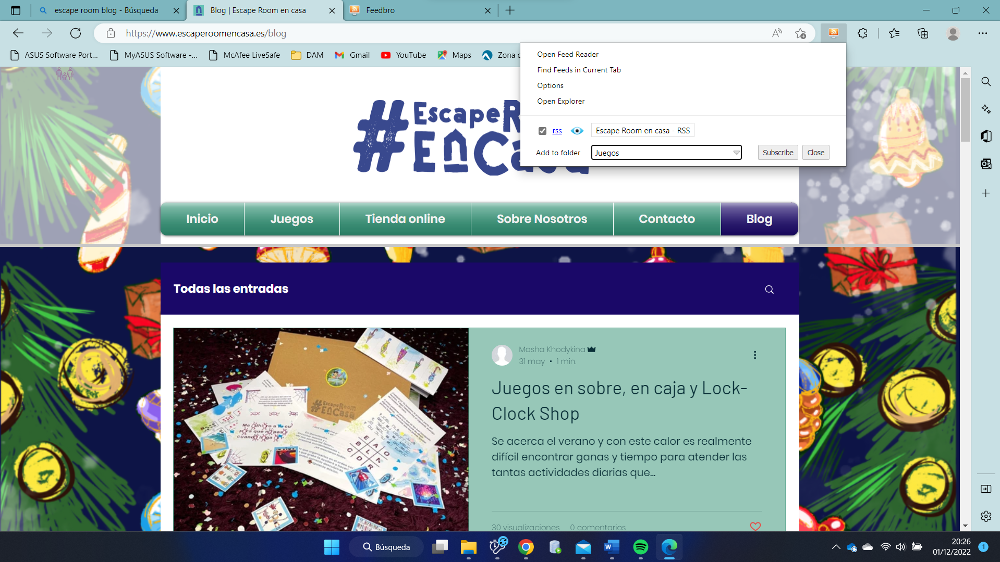 escape room blog - Búsqueda
Blog | Escape Room en casa
Feedbro
https://www.escaperoomencasa.es/blog
ASUS Software Port...
MyASUS Software -...
McAfee LiveSafe
DAM
Gmail
YouTube
Maps
Zona
Open Feed Reader
Find Feeds in Current Tab
Options
Open Explorer
rss
Escape Room en casa - RSS
Add to folder
Juegos
Subscribe
Close
#EscapeR
EnCasa
Inicio
Juegos
Tienda online
Sobre Nosotros
Contacto
Blog
Todas las entradas
#EscapeRoom
EnCasa
Masha Khodykina
31 may • 1 min.
Juegos en sobre, en caja y Lock-
Clock Shop
Se acerca el verano y con este calor es realmente
difícil encontrar ganas y tiempo para atender las
tantas actividades diarias que...
30 visualizaciones
0 comentarios
Búsqueda
20:26
01/12/2022
1